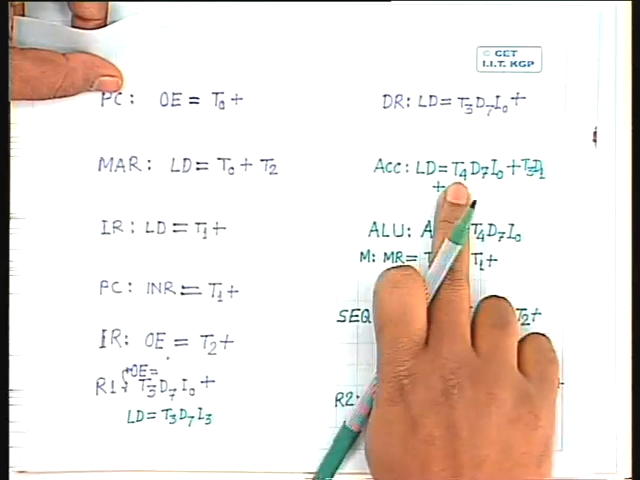 © CET
I.I.T. KGP
PC: OE = T0 +
MAR: LD = T0 + T2
IR: LD = T1 +
PC: INR = T1 +
IR: OE = T2 +
R1 OE =
T3D7I0 +
LD = T3D7I3
DR: LD = T3D7I0 +
ACC: LD = T4D7I0 + T3D1
+
ALU: A T4D7I0
M: MR = T T1 +
SEQ T2 +
R2: